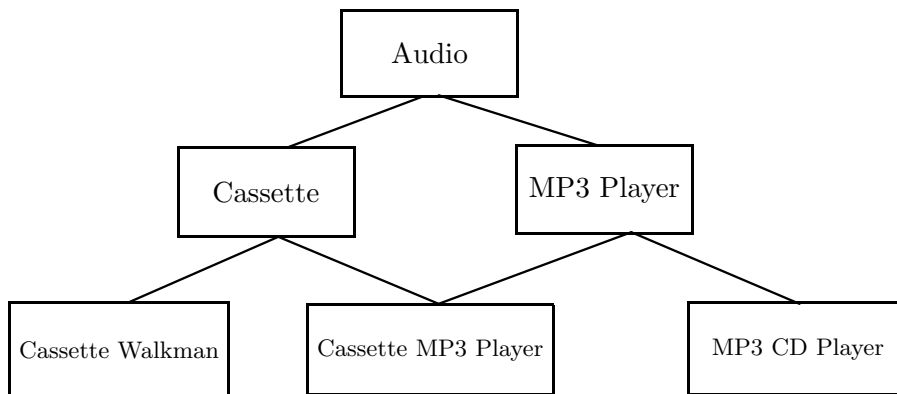 Audio
Cassette
MP3 Player
Cassette Walkman
Cassette MP3 Player
MP3 CD Player